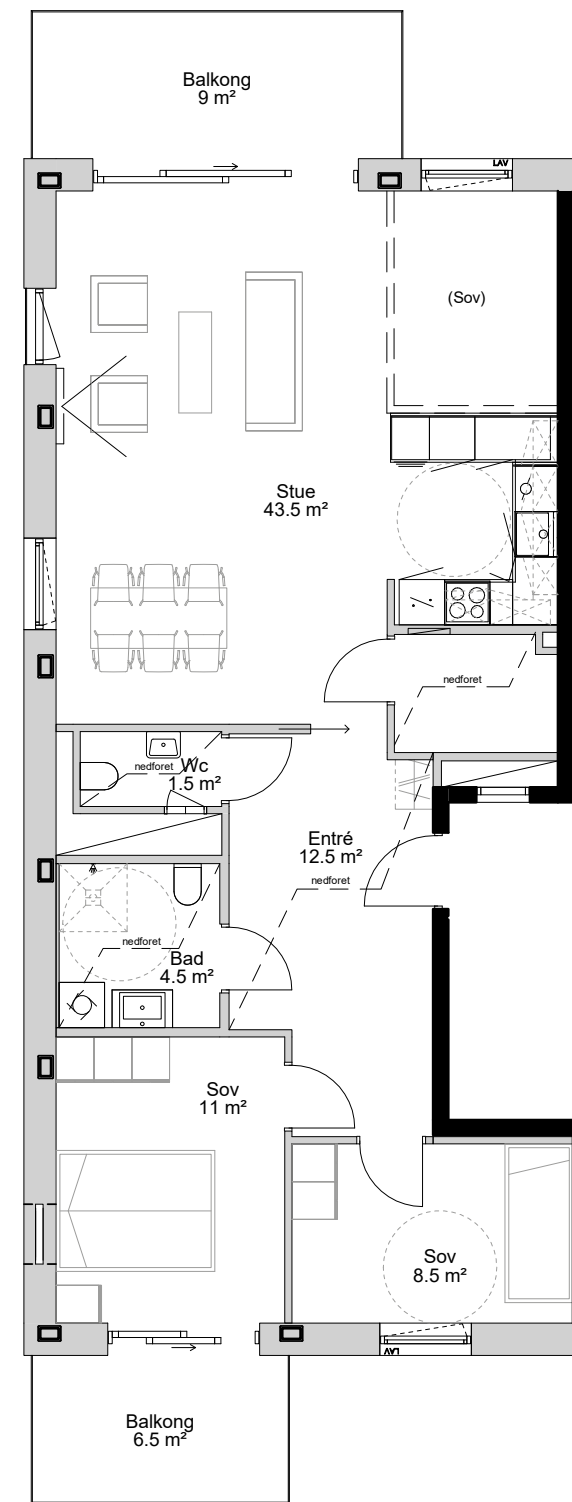 Balkong
9 m²
LAV
(Sov)
Stue
43.5 m²
nedforet
Wc
nedforet
1.5 m²
Entré
12.5 m²
nedforet
nedforet
Bad
4.5 m²
Sov
11 m²
Sov
8.5 m²
LAV
Balkong
6.5 m²